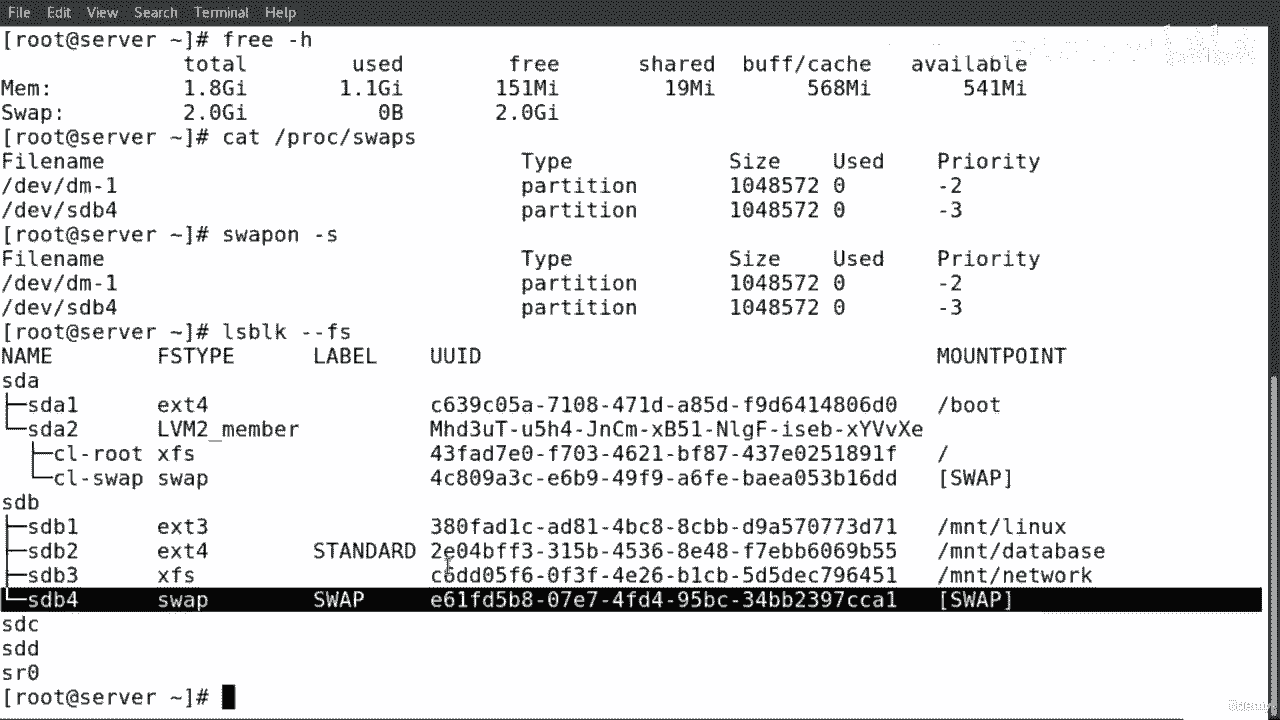 File Edit View Search Terminal Help
[root@server ~]# free -h
              total        used        free      shared  buff/cache   available
Mem:          1.8Gi       1.1Gi       151Mi        19Mi       568Mi       541Mi
Swap:         2.0Gi          0B       2.0Gi
[root@server ~]# cat /proc/swaps
Filename                                Type            Size    Used    Priority
/dev/dm-1                               partition       1048572 0       -2
/dev/sdb4                               partition       1048572 0       -3
[root@server ~]# swapon -s
Filename                                Type            Size    Used    Priority
/dev/dm-1                               partition       1048572 0       -2
/dev/sdb4                               partition       1048572 0       -3
[root@server ~]# lsblk --fs
NAME        FSTYPE      LABEL    UUID                                   MOUNTPOINT
sda
├─sda1      ext4                 c639c05a-7108-471d-a85d-f9d6414806d0   /boot
└─sda2      LVM2_member          Mhd3uT-u5h4-JnCm-xB51-NlgF-iseb-xYVvXe
  ├─cl-root xfs                  43fad7e0-f703-4621-bf87-437e0251891f   /
  └─cl-swap swap                 4c809a3c-e6b9-49f9-a6fe-baea053b16dd   [SWAP]
sdb
├─sdb1      ext3                 380fad1c-ad81-4bc8-8cbb-d9a570773d71   /mnt/linux
├─sdb2      ext4        STANDARD 2e04bff3-315b-4536-8e48-f7ebb6069b55   /mnt/database
├─sdb3      xfs                  c6dd05f6-0f3f-4e26-b1cb-5d5dec796451   /mnt/network
└─sdb4      swap        SWAP     e61fd5b8-07e7-4fd4-95bc-34bb2397cca1   [SWAP]
sdc
sdd
sr0
[root@server ~]#